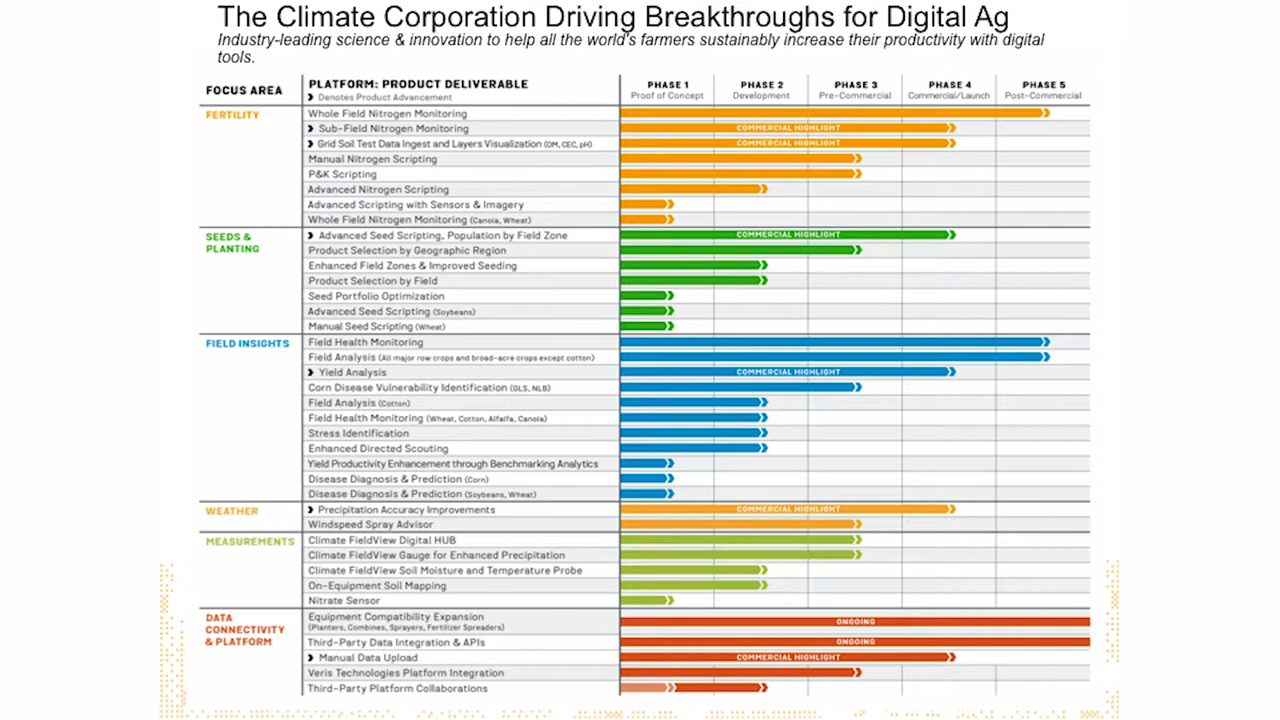 The Climate Corporation Driving Breakthroughs for Digital Ag
Industry-leading science & innovation to help all the world's farmers sustainably increase their productivity with digital
tools.
FOCUS AREA
PLATFORM: PRODUCT DELIVERABLE
Denotes Product Advancement
PHASE 1
Proof of Concept
PHASE 2
Development
PHASE 3
Pre-Commercial
PHASE 4
Commercial/Launch
PHASE 5
Post-Commercial
FERTILITY
Whole Field Nitrogen Monitoring
Sub-Field Nitrogen Monitoring
COMMERCIAL HIGHLIGHT
Grid Soil Test Data Ingest and Layers Visualization (OM, CEC, pH)
COMMERCIAL HIGHLIGHT
Manual Nitrogen Scripting
P&K Scripting
Advanced Nitrogen Scripting
Advanced Scripting with Sensors & Imagery
Whole Field Nitrogen Monitoring (Canola, Wheat)
SEEDS &
PLANTING
Advanced Seed Scripting, Population by Field Zone
COMMERCIAL HIGHLIGHT
Product Selection by Geographic Region
Enhanced Field Zones & Improved Seeding
Product Selection by Field
Seed Portfolio Optimization
Advanced Seed Scripting (Soybeans)
Manual Seed Scripting (Wheat)
FIELD INSIGHTS
Field Health Monitoring
Field Analysis (All major row crops and broad-acre crops except cotton)
Yield Analysis
COMMERCIAL HIGHLIGHT
Corn Disease Vulnerability Identification (GLS, NLB)
Field Analysis (Cotton)
Field Health Monitoring (Wheat, Cotton, Alfalfa, Canola)
Stress Identification
Enhanced Directed Scouting
Yield Productivity Enhancement through Benchmarking Analytics
Disease Diagnosis & Prediction (Corn)
Disease Diagnosis & Prediction (Soybeans, Wheat)
WEATHER
Precipitation Accuracy Improvements
COMMERCIAL HIGHLIGHT
Windspeed Spray Advisor
MEASUREMENTS
Climate FieldView Digital HUB
Climate FieldView Gauge for Enhanced Precipitation
Climate FieldView Soil Moisture and Temperature Probe
On-Equipment Soil Mapping
Nitrate Sensor
DATA
CONNECTIVITY
& PLATFORM
Equipment Compatibility Expansion
(Planters, Combines, Sprayers, Fertilizer Spreaders)
ONGOING
Third-Party Data Integration & APIs
ONGOING
Manual Data Upload
COMMERCIAL HIGHLIGHT
Veris Technologies Platform Integration
Third-Party Platform Collaborations